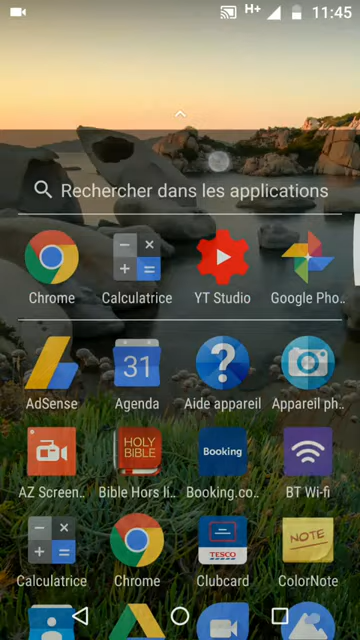 H+ 11:45
Rechercher dans les applications
Chrome Calculatrice YT Studio Google Pho..
31
AdSense Agenda Aide appareil Appareil ph..
HOLY BIBLE Booking
AZ Screen.. Bible Hors li.. Booking.co.. BT Wi-fi
TESCO NOTE
Calculatrice Chrome Clubcard ColorNote